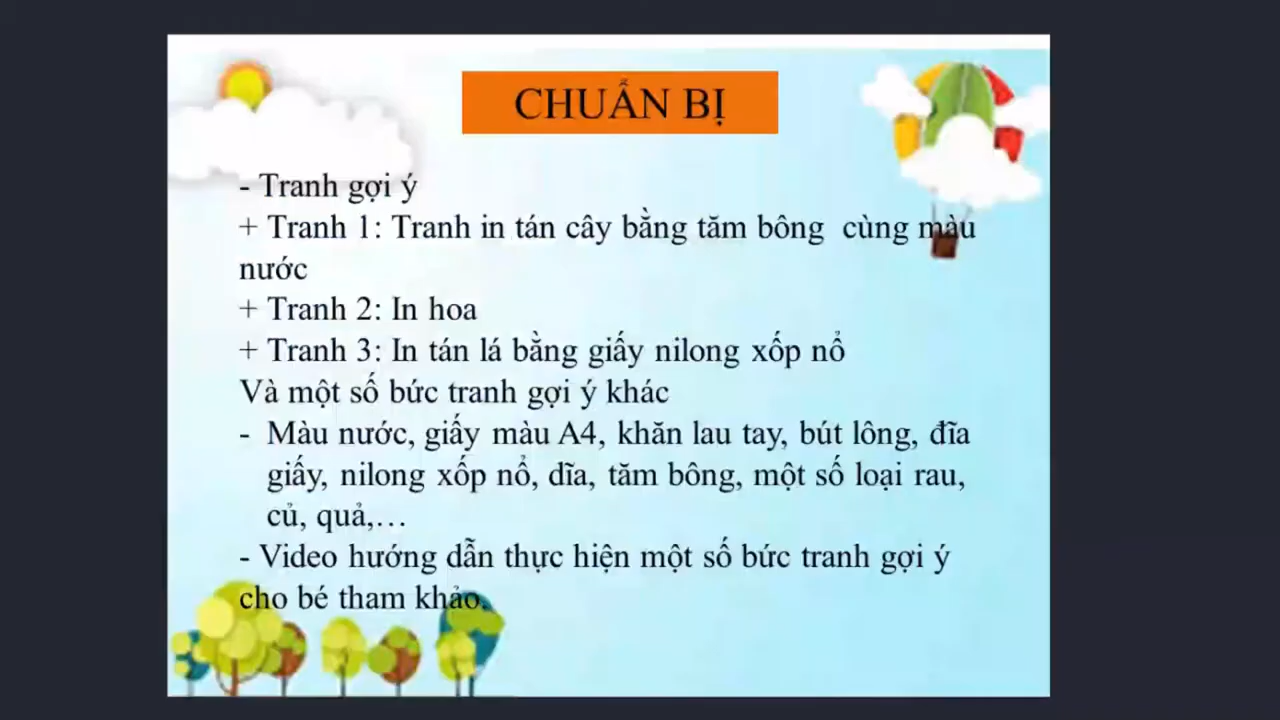 CHUẨN BỊ
- Tranh gợi ý
+ Tranh 1: Tranh in tán cây bằng tăm bông cùng màu
nước
+ Tranh 2: In hoa
+ Tranh 3: In tán lá bằng giấy nilong xốp nổ
Và một số bức tranh gợi ý khác
- Màu nước, giấy màu A4, khăn lau tay, bút lông, đĩa
giấy, nilong xốp nổ, dĩa, tăm bông, một số loại rau,
củ, quả,...
- Video hướng dẫn thực hiện một số bức tranh gợi ý
cho bé tham khảo.